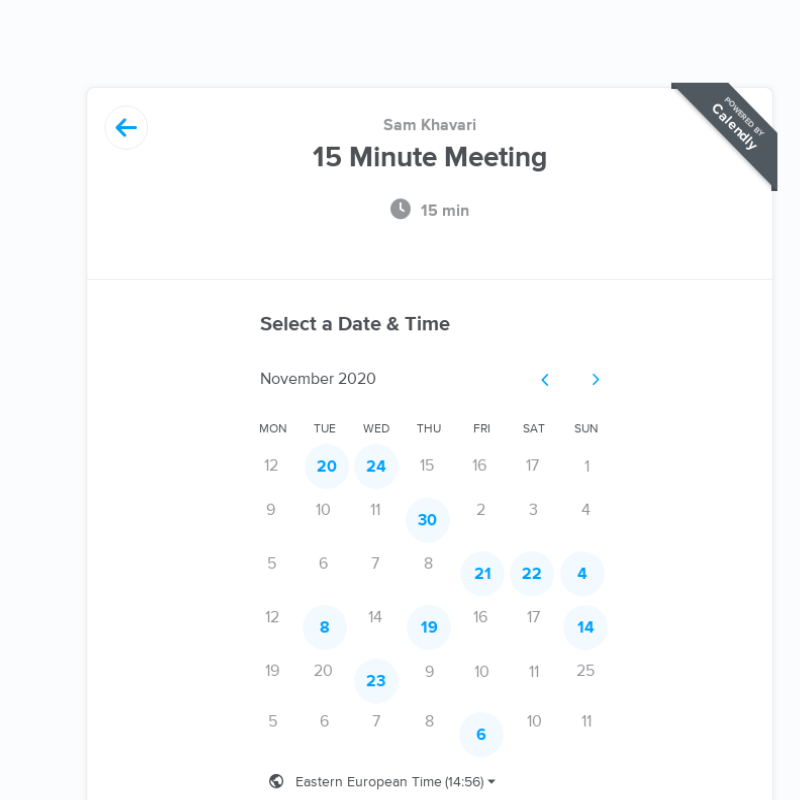 POWERED BY
Calendly
Sam Khavari
15 Minute Meeting
15 min
Select a Date & Time
November 2020
MON TUE WED THU FRI SAT SUN
12 20 24 15 16 17 1
9 10 11 30 2 3 4
5 6 7 8 21 22 4
12 8 14 19 16 17 14
19 20 23 9 10 11 25
5 6 7 8 6 10 11
Eastern European Time (14:56)